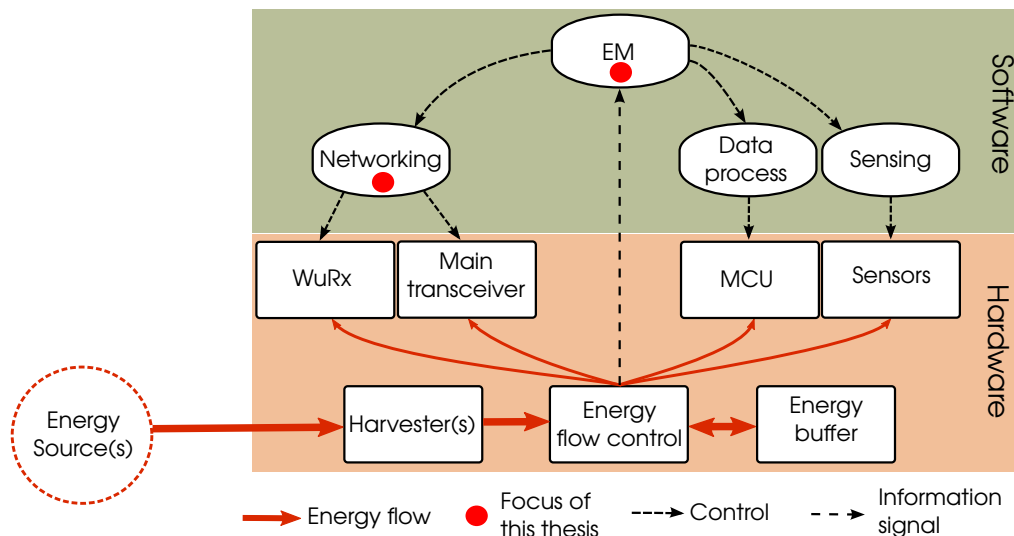 EM
Software
Networking
Data
process
Sensing
WuRx
Main
transceiver
MCU
Sensors
Hardware
Energy
Source(s)
Harvester(s)
Energy
flow control
Energy
buffer
Energy flow
Focus of
this thesis
Control
Information
signal